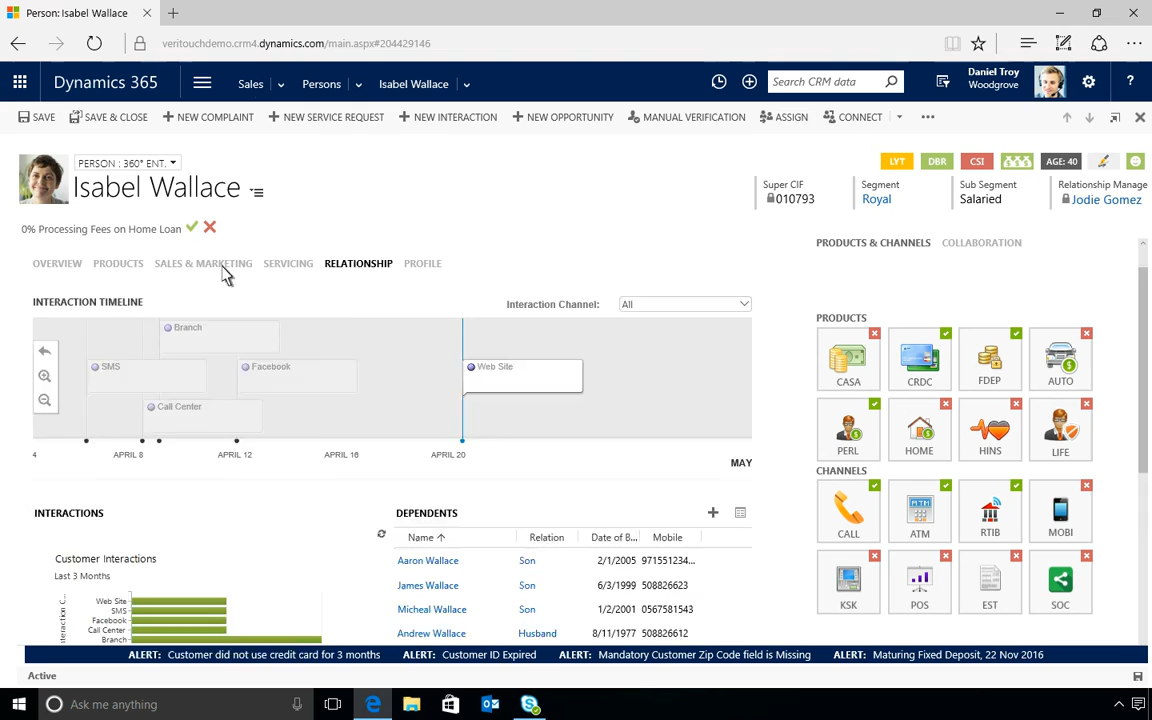 Person: Isabel Wallace
veritouchdemo.crm4.dynamics.com/main.aspx#204429146
Dynamics 365
Sales
Persons
Isabel Wallace
Search CRM data
Daniel Troy
Woodgrove
?
SAVE
SAVE & CLOSE
NEW COMPLAINT
NEW SERVICE REQUEST
NEW INTERACTION
NEW OPPORTUNITY
MANUAL VERIFICATION
ASSIGN
CONNECT
PERSON : 360° ENT.
Isabel Wallace
LYT
DBR
CSI
AGE: 40
Super CIF
010793
Segment
Royal
Sub Segment
Salaried
Relationship Manage
Jodie Gomez
0% Processing Fees on Home Loan
OVERVIEW
PRODUCTS
SALES & MARKETING
SERVICING
RELATIONSHIP
PROFILE
PRODUCTS & CHANNELS
COLLABORATION
INTERACTION TIMELINE
Interaction Channel:
All
Branch
SMS
Facebook
Web Site
Call Center
4
APRIL 8
APRIL 12
APRIL 16
APRIL 20
MAY
PRODUCTS
CASA
CRDC
FDEP
AUTO
PERL
HOME
HINS
LIFE
CHANNELS
CALL
ATM
RTIB
MOBI
KSK
POS
EST
SOC
INTERACTIONS
Customer Interactions
Last 3 Months
Interaction C...
Web Site
SMS
Facebook
Call Center
Branch
DEPENDENTS
Name
Relation
Date of B...
Mobile
Aaron Wallace
Son
2/1/2005
971551234...
James Wallace
Son
6/3/1999
508826623
Micheal Wallace
Son
1/2/2001
0567581543
Andrew Wallace
Husband
8/11/1977
508826612
ALERT: Customer did not use credit card for 3 months
ALERT: Customer ID Expired
ALERT: Mandatory Customer Zip Code field is Missing
ALERT: Maturing Fixed Deposit, 22 Nov 2016
Active
Ask me anything